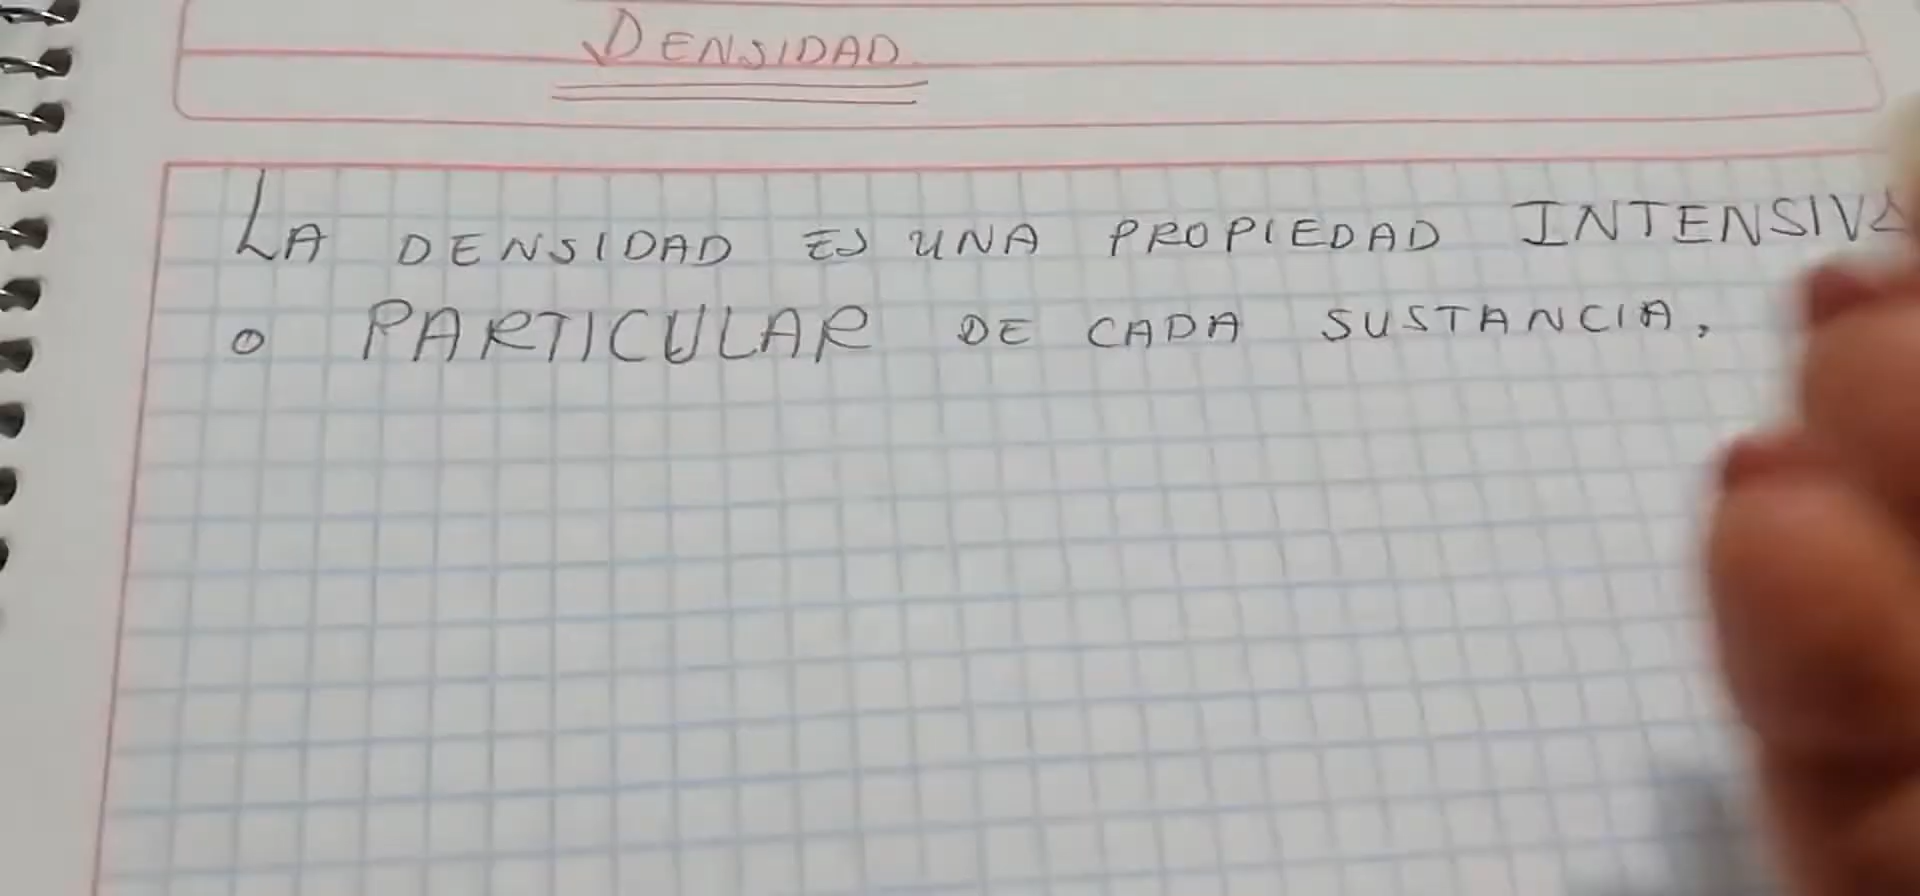 DENSIDAD
LA DENSIDAD ES UNA PROPIEDAD INTENSIVA
O PARTICULAR DE CADA SUSTANCIA,